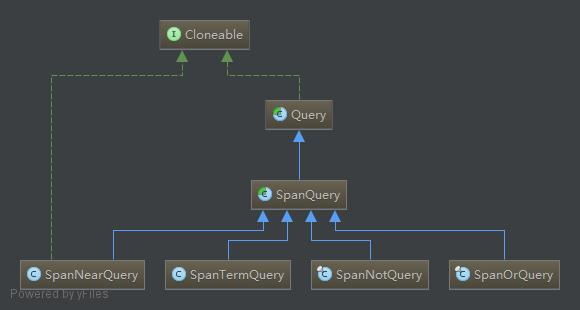 Cloneable
Query
SpanQuery
SpanNearQuery
SpanTermQuery
SpanNotQuery
SpanOrQuery
Powered by yFiles